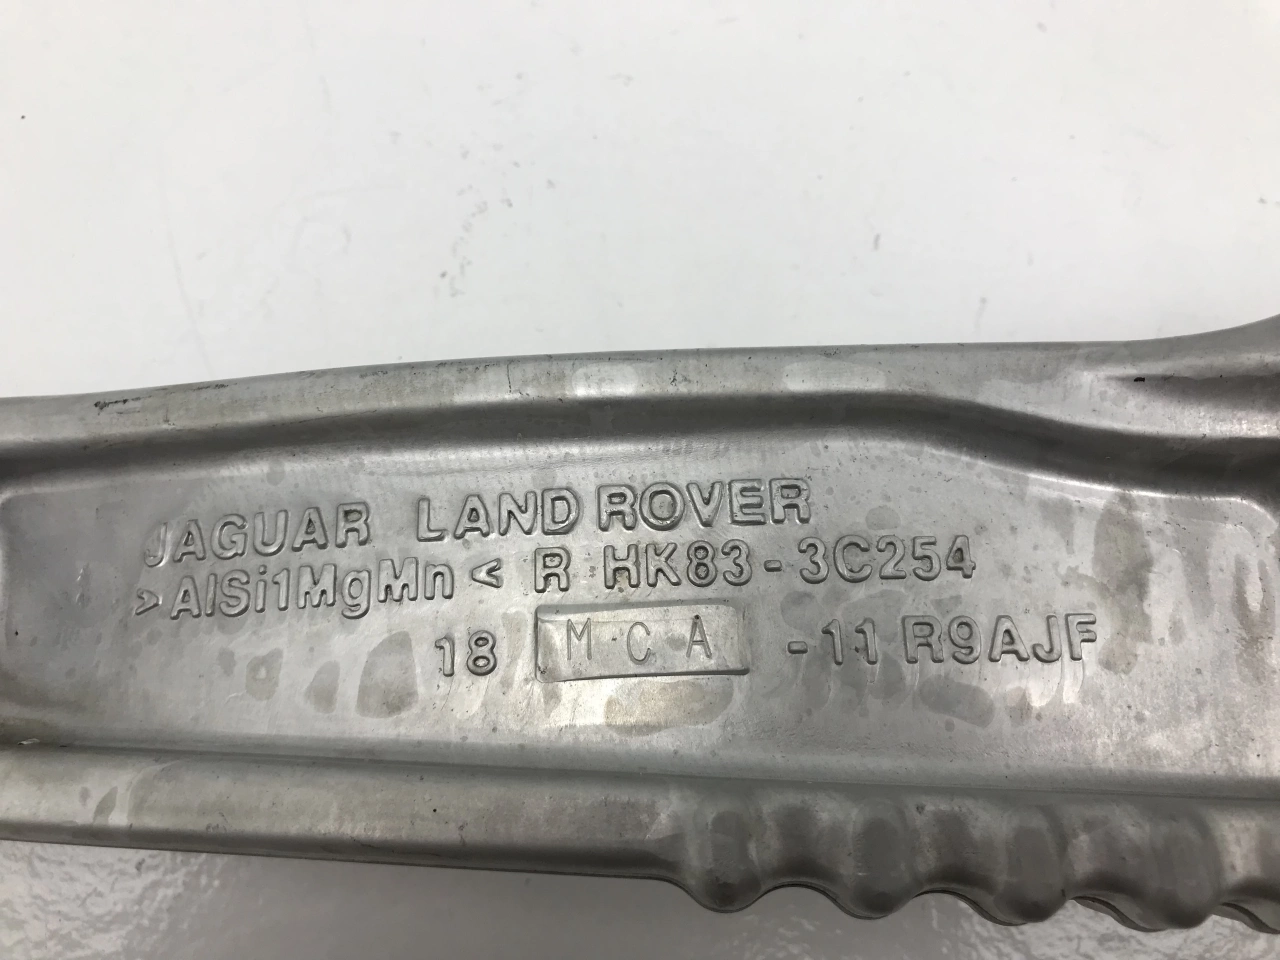 JAGUAR LAND ROVER
>AlSi1MgMn< R HK83-3C254
18 MCA -11 R9AJF